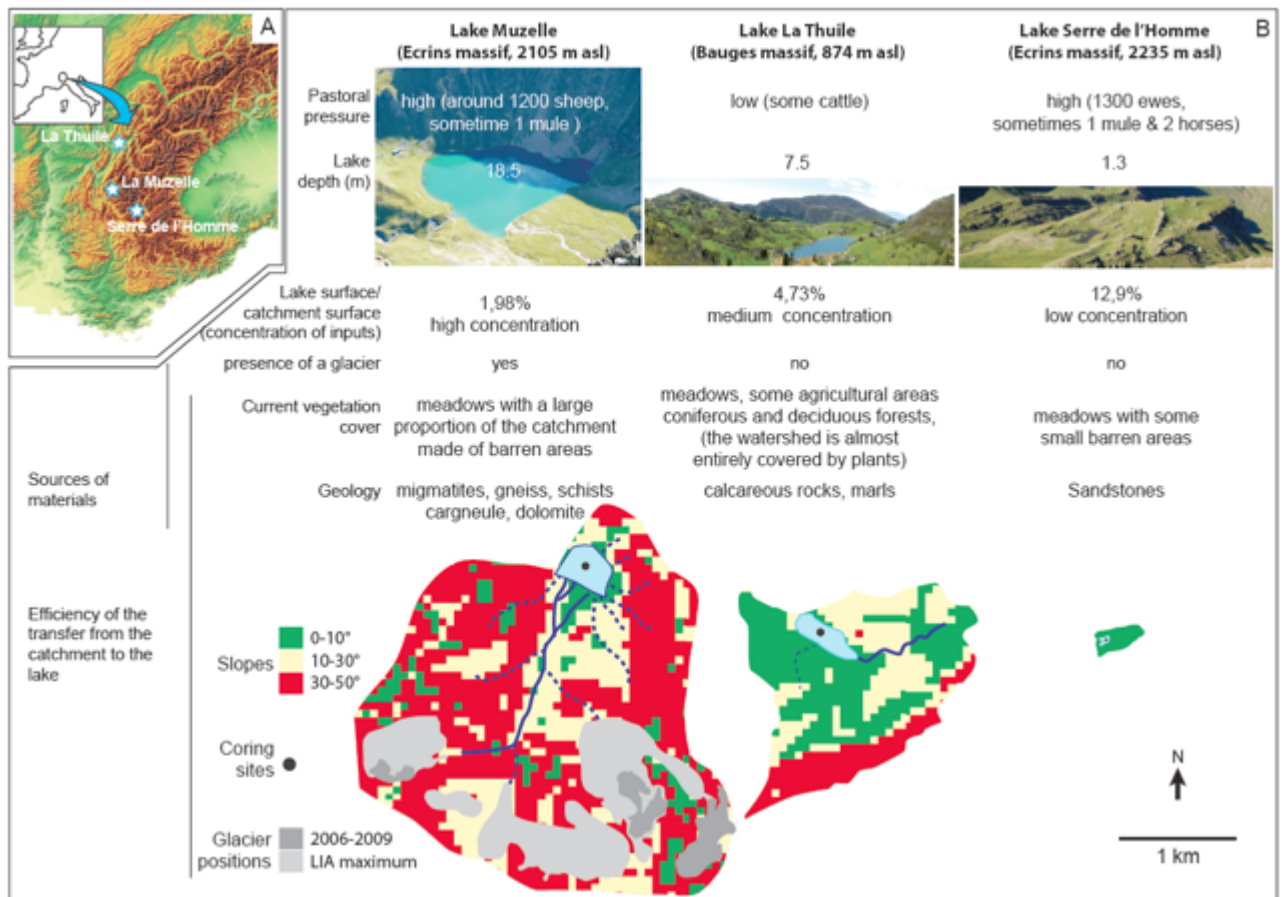 A
La Thuile
La Muzelle
Serre de l'Homme
B
Lake Muzelle
(Ecrins massif, 2105 m asl)
Lake La Thuile
(Bauges massif, 874 m asl)
Lake Serre de l'Homme
(Ecrins massif, 2235 m asl)
Pastoral
pressure
high (around 1200 sheep,
sometime 1 mule )
low (some cattle)
high (1300 ewes,
sometimes 1 mule & 2 horses)
Lake
depth (m)
18.5
7.5
1.3
Lake surface/
catchment surface
(concentration of inputs)
1,98%
high concentration
4,73%
medium concentration
12,9%
low concentration
presence of a glacier
yes
no
no
Sources of
materials
Current vegetation
cover
meadows with a large
proportion of the catchment
made of barren areas
meadows, some agricultural areas
coniferous and deciduous forests,
(the watershed is almost
entirely covered by plants)
meadows with some
small barren areas
Geology
migmatites, gneiss, schists
cargneule, dolomite
calcareous rocks, marls
Sandstones
Efficiency of the
transfer from the
catchment to the
lake
Slopes
0-10°
10-30°
30-50°
Coring
sites
Glacier
positions
2006-2009
LIA maximum
N
1 km